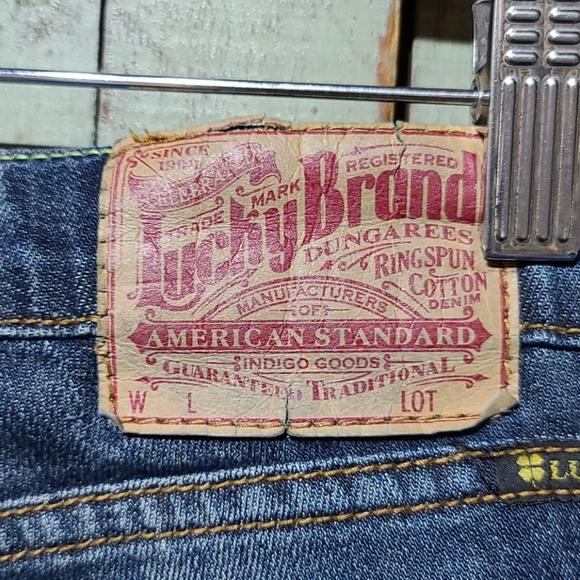 SINCE
REGISTERED
TRADE MARK
Lucky Brand
DUNGAREES
RINGSPUN
COTTON
DENIM
MANUFACTURERS
OF
AMERICAN STANDARD
INDIGO GOODS
GUARANTEED TRADITIONAL
W L LOT
LU